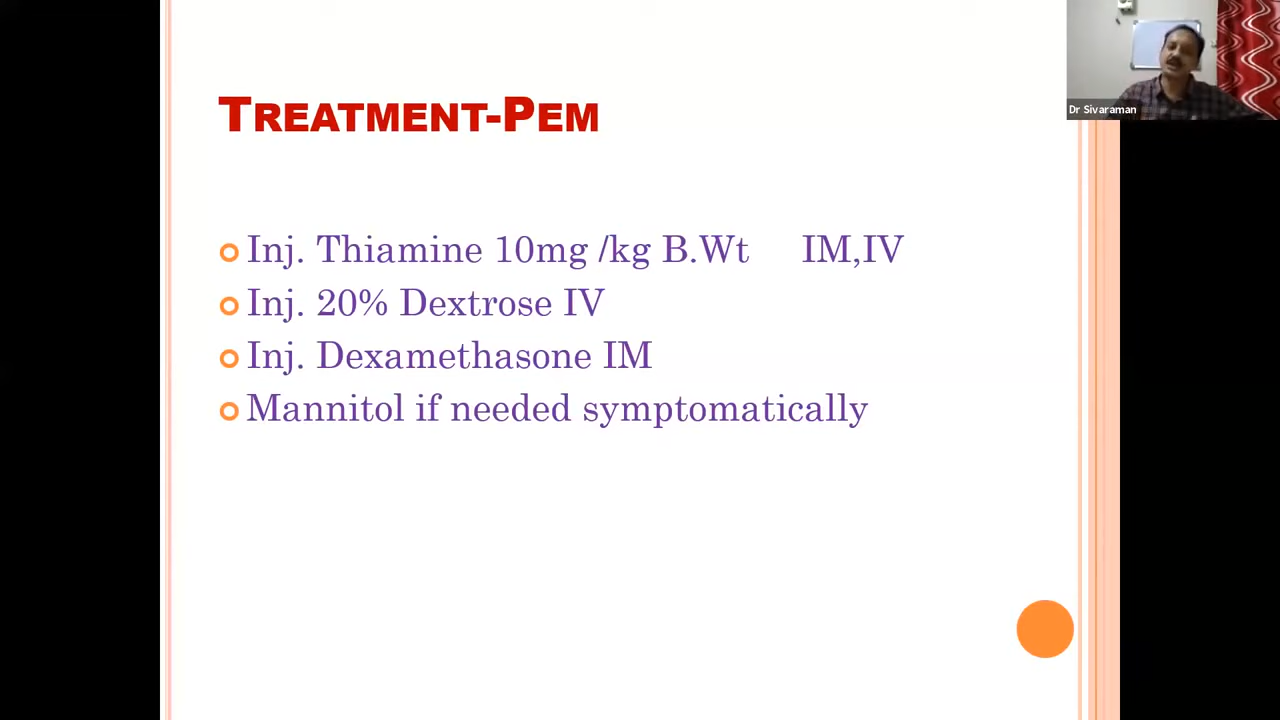 TREATMENT-PEM
Inj. Thiamine 10mg /kg B.Wt IM,IV
Inj. 20% Dextrose IV
Inj. Dexamethasone IM
Mannitol if needed symptomatically
Dr Sivaraman